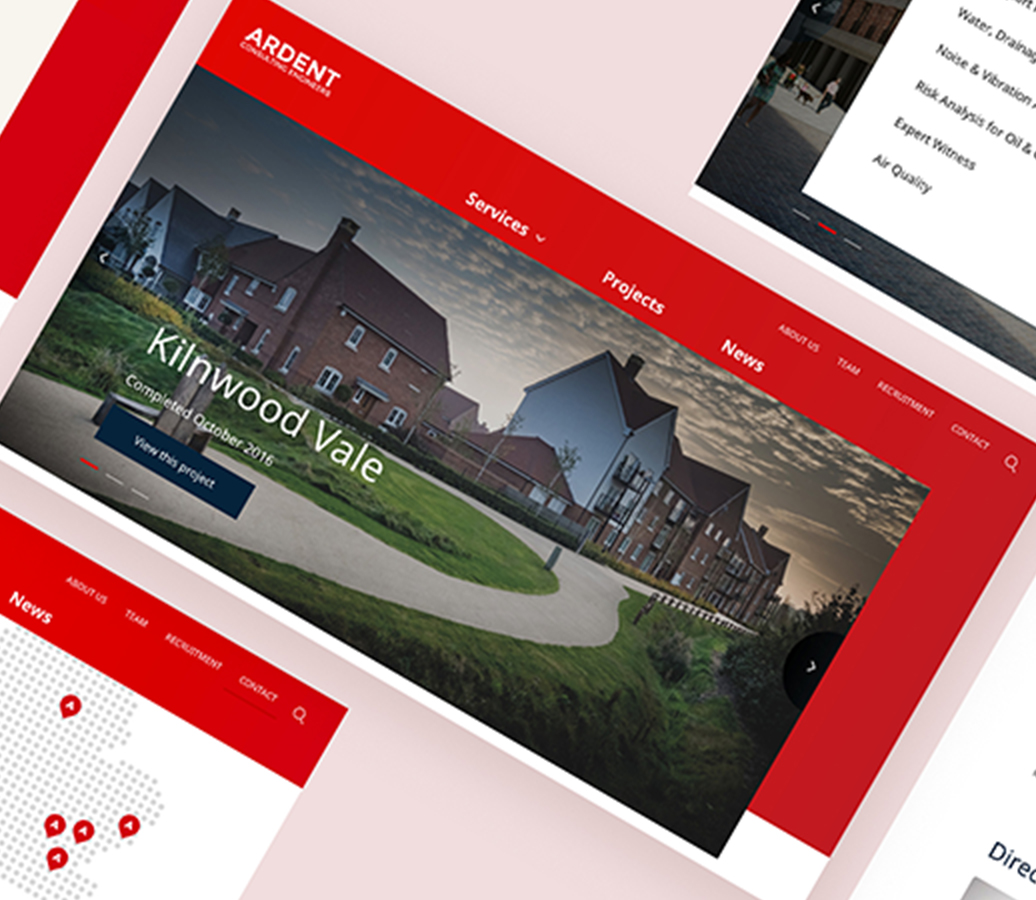 ARDENT
CONSULTING ENGINEERS
Services
Projects
News
ABOUT US
TEAM
RECRUITMENT
CONTACT
Kilnwood Vale
Completed October 2016
View this project
Water, Drainag
Noise & Vibration
Risk Analysis for Oil &
Expert Witness
Air Quality
News
ABOUT US
TEAM
RECRUITMENT
CONTACT
Direc